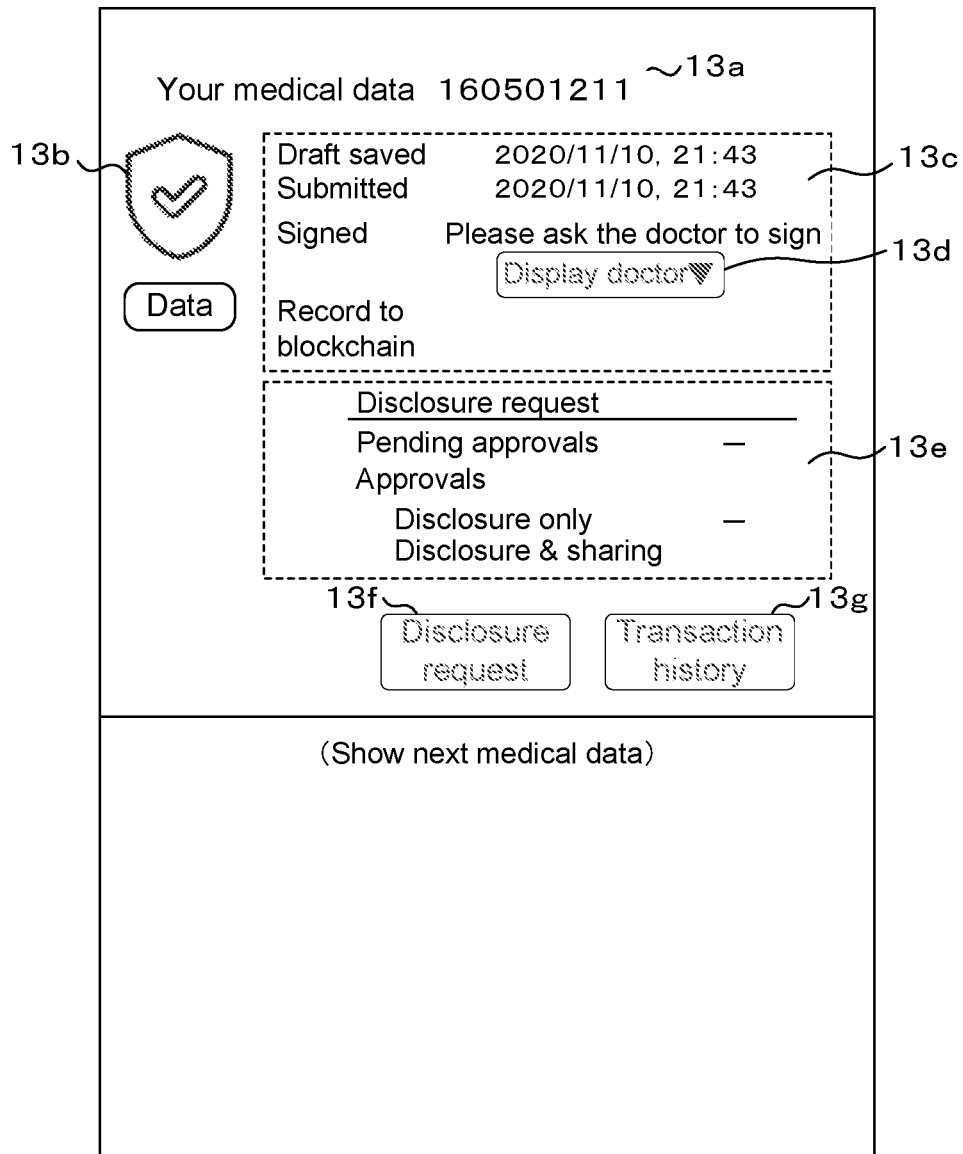 13a
Your medical data 160501211
13b
Draft saved 2020/11/10, 21:43
13c
Submitted 2020/11/10, 21:43
Signed Please ask the doctor to sign
13d
Display doctor▼
Data
Record to
blockchain
Disclosure request
Pending approvals —
13e
Approvals
Disclosure only —
Disclosure & sharing
13f
13g
Disclosure
request
Transaction
history
(Show next medical data)